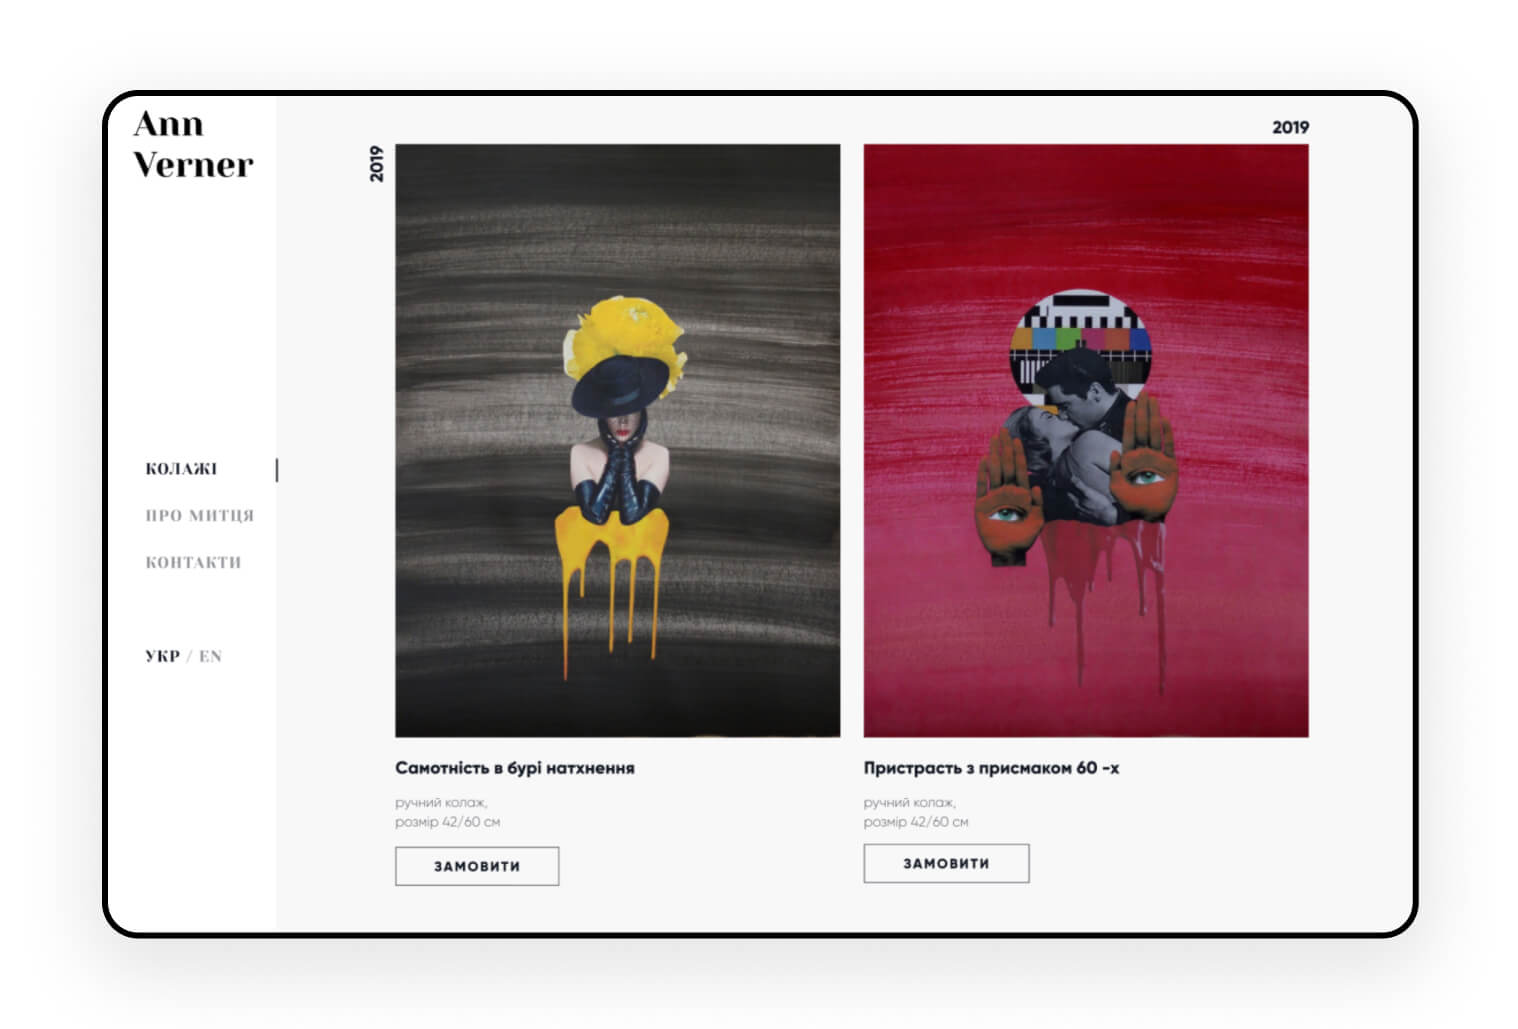 Ann
Verner
КОЛАЖІ
ПРО МИТЦЯ
КОНТАКТИ
УКР / EN
2019
2019
Самотність в бурі натхнення
ручний колаж,
розмір 42/60 см
ЗАМОВИТИ
Пристрасть з присмаком 60 -х
ручний колаж,
розмір 42/60 см
ЗАМОВИТИ